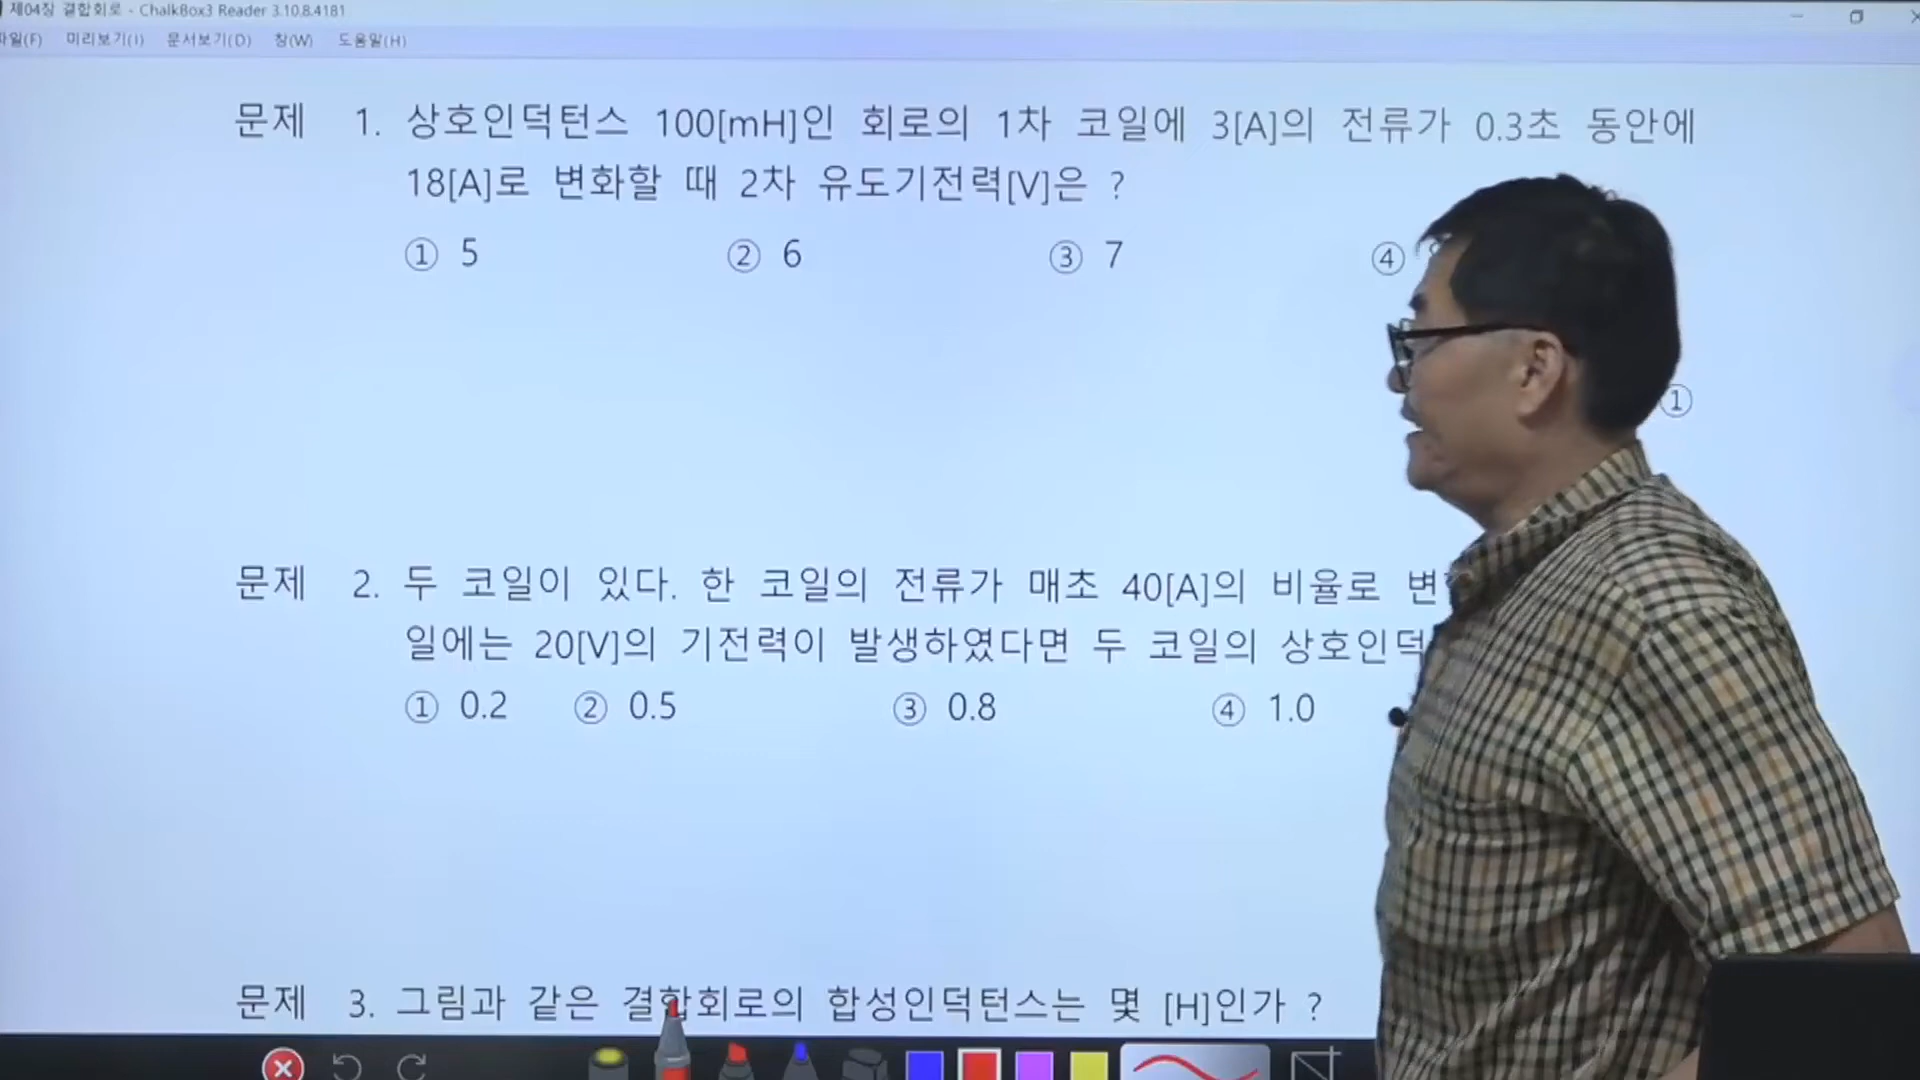 제04장 결합회로 - ChalkBox3 Reader 3.10.8.4181
파일(F) 미리보기(I) 문서보기(D) 창(W) 도움말(H)
문제 1. 상호인덕턴스 100[mH]인 회로의 1차 코일에 3[A]의 전류가 0.3초 동안에
18[A]로 변화할 때 2차 유도기전력[V]은 ?
① 5 ② 6 ③ 7 ④
①
문제 2. 두 코일이 있다. 한 코일의 전류가 매초 40[A]의 비율로
일에는 20[V]의 기전력이 발생하였다면 두 코일의
① 0.2 ② 0.5 ③ 0.8 ④ 1.0
문제 3. 그림과 같은 결합회로의 합성인덕턴스는 몇 [H]인가 ?